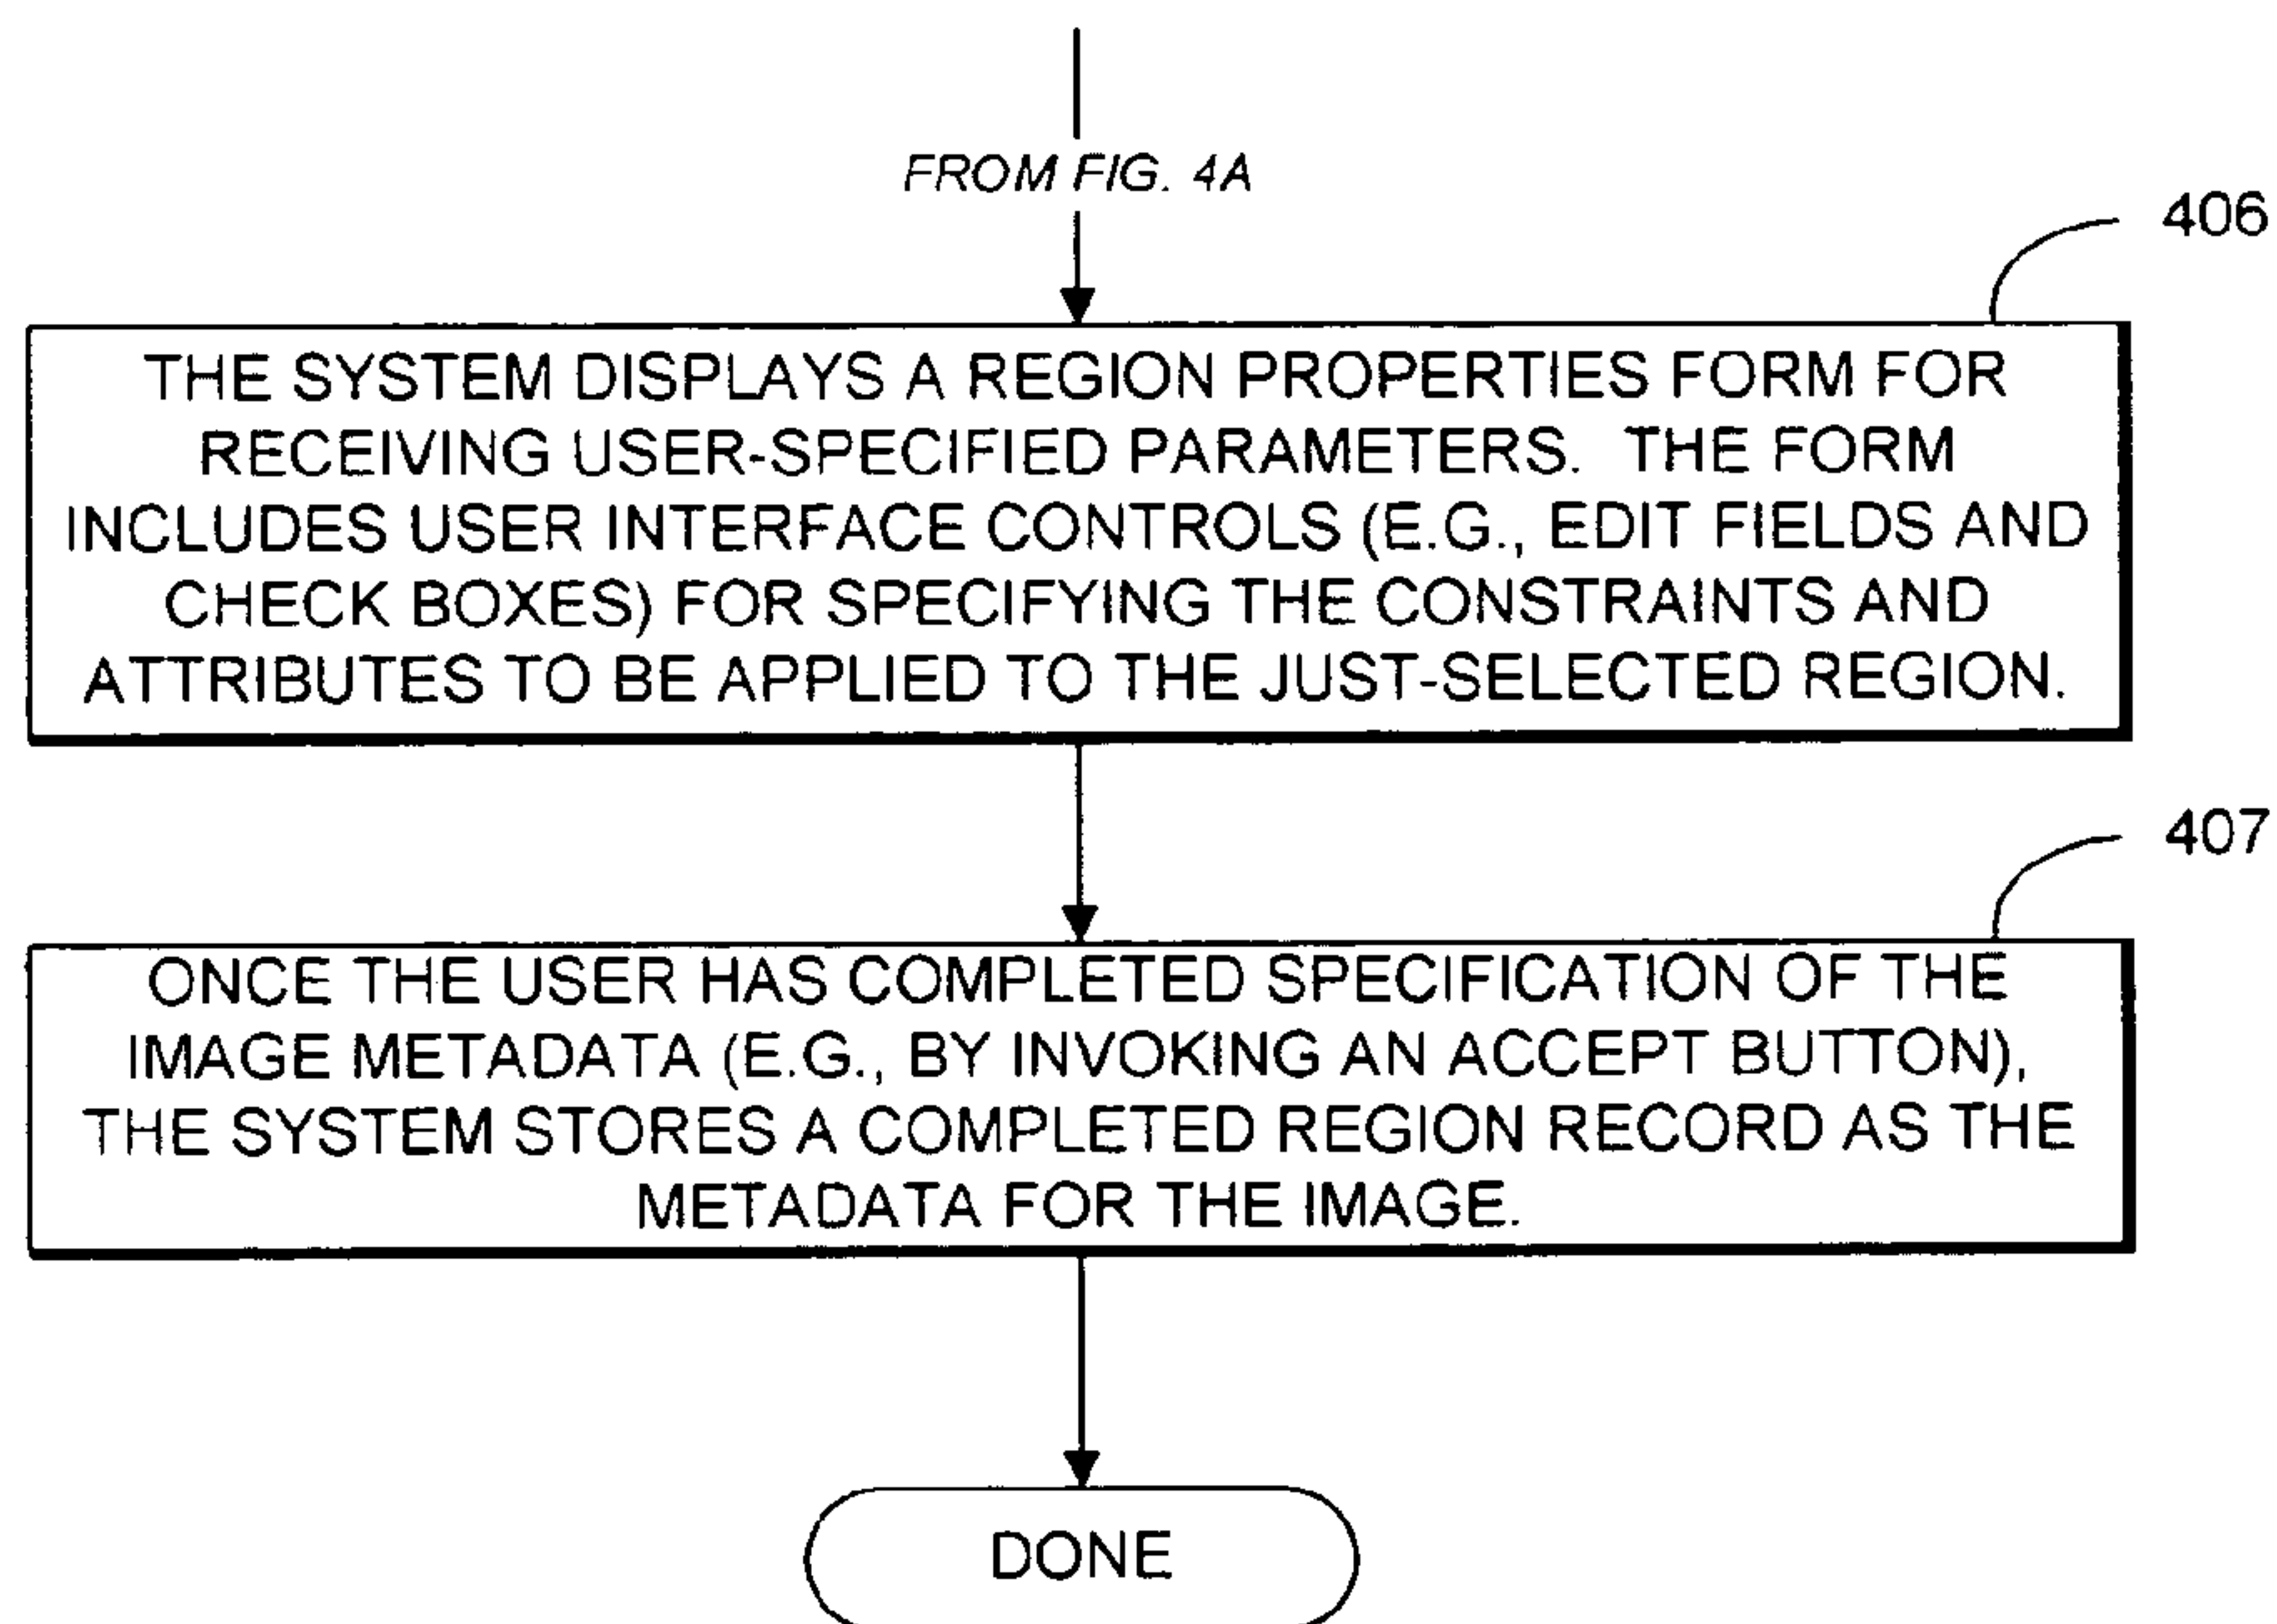 FROM FIG. 4A
406
THE SYSTEM DISPLAYS A REGION PROPERTIES FORM FOR
RECEIVING USER-SPECIFIED PARAMETERS. THE FORM
INCLUDES USER INTERFACE CONTROLS (E.G., EDIT FIELDS AND
CHECK BOXES) FOR SPECIFYING THE CONSTRAINTS AND
ATTRIBUTES TO BE APPLIED TO THE JUST-SELECTED REGION.
407
ONCE THE USER HAS COMPLETED SPECIFICATION OF THE
IMAGE METADATA (E.G., BY INVOKING AN ACCEPT BUTTON),
THE SYSTEM STORES A COMPLETED REGION RECORD AS THE
METADATA FOR THE IMAGE.
DONE